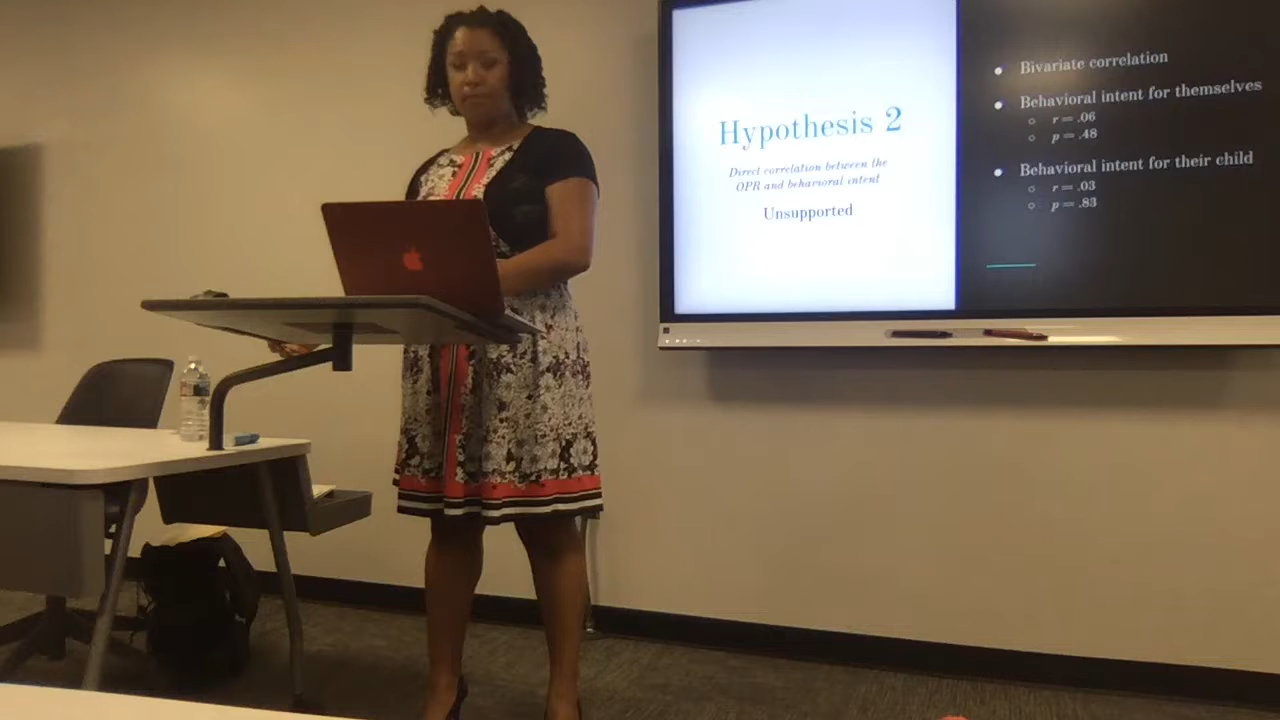 Hypothesis 2
Direct correlation between the
OPR and behavioral intent
Unsupported
Bivariate correlation
Behavioral intent for themselves
r = .06
p = .48
Behavioral intent for their child
r = .03
p = .83